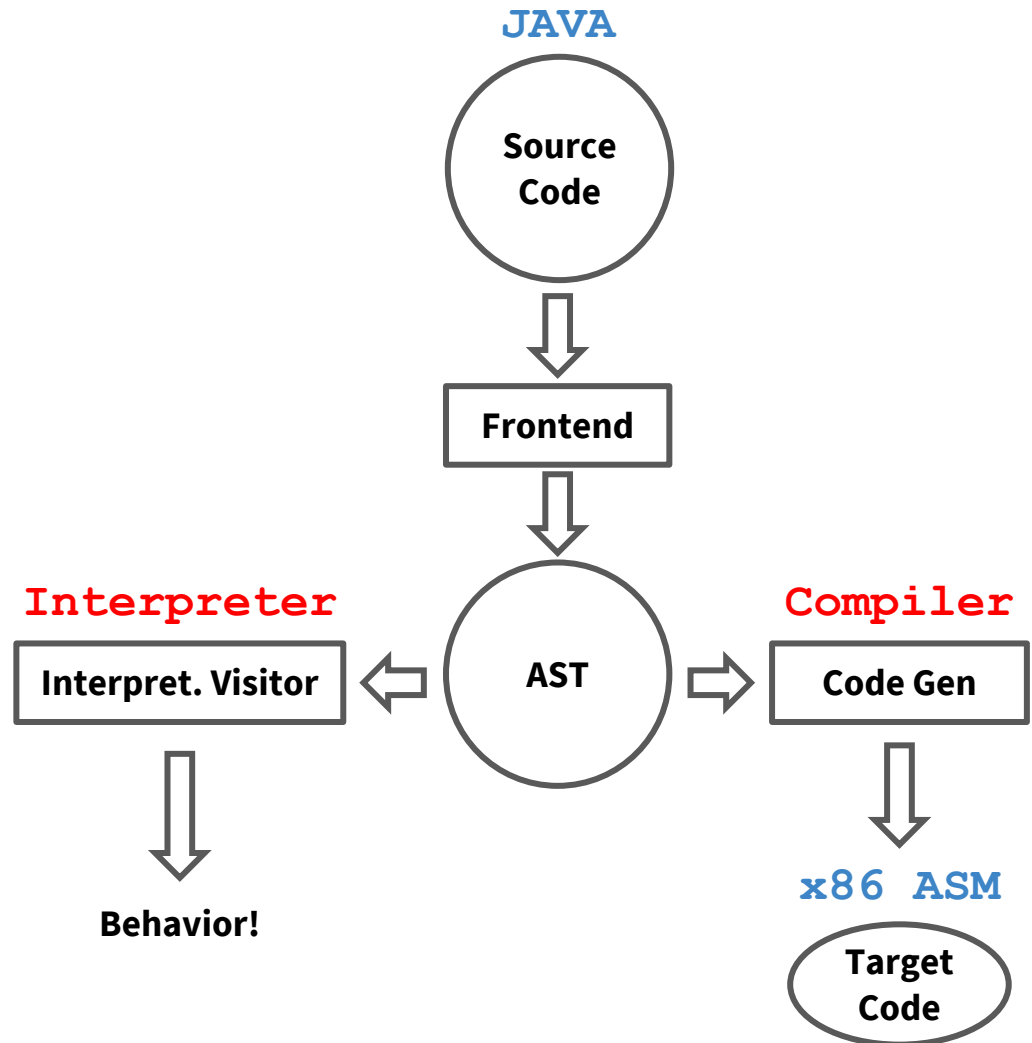 JAVA
Source
Code
Frontend
Interpreter
Compiler
Interpret. Visitor
AST
Code Gen
Behavior!
x86 ASM
Target
Code